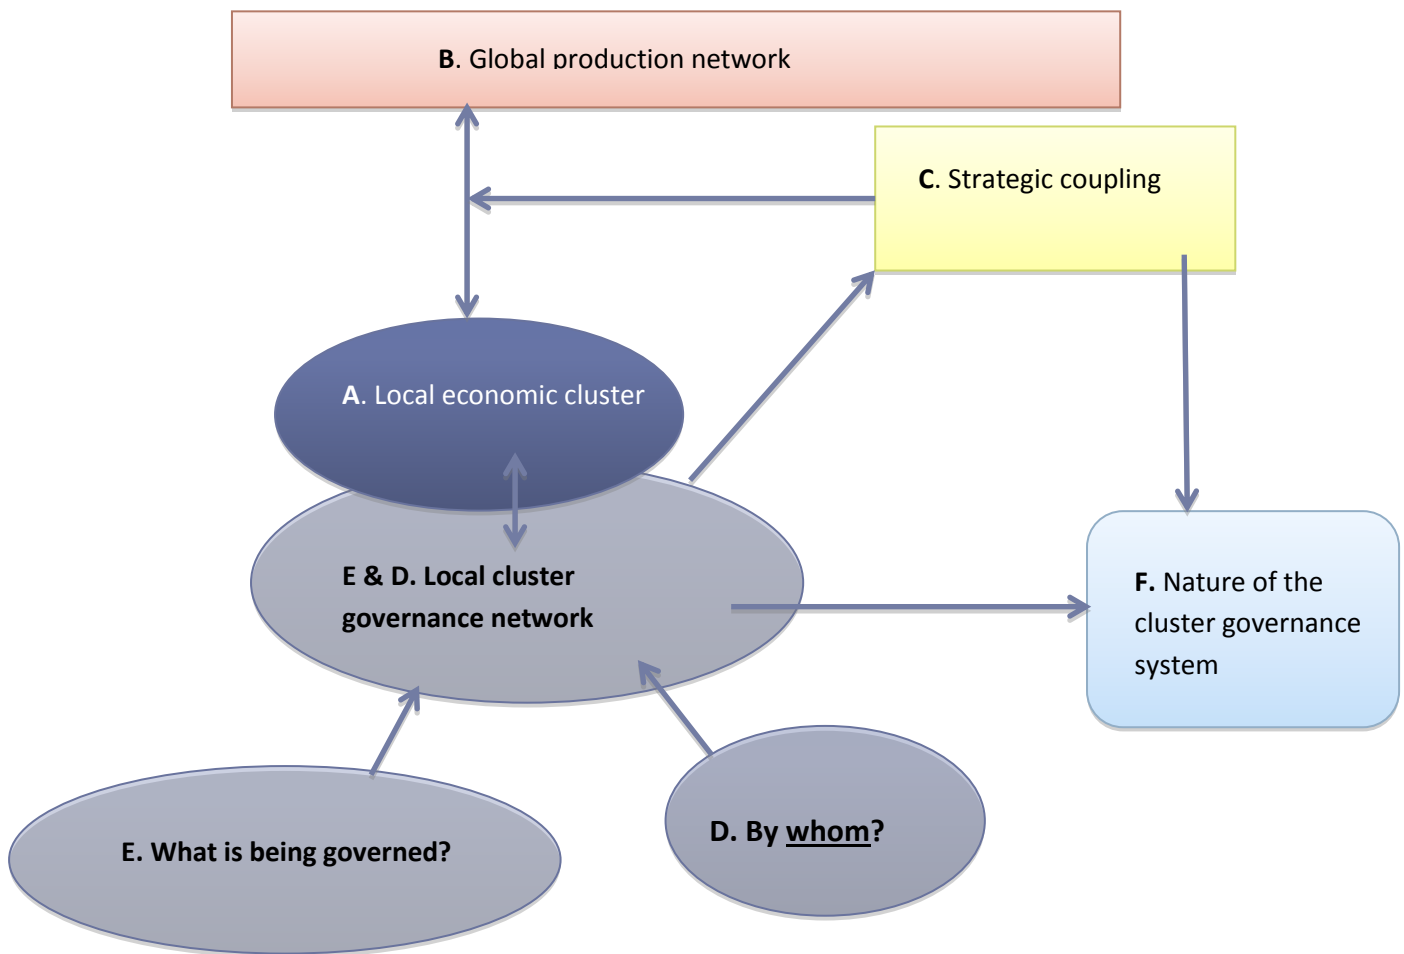 B. Global production network
C. Strategic coupling
A. Local economic cluster
E & D. Local cluster
governance network
F. Nature of the
cluster governance
system
D. By whom?
E. What is being governed?